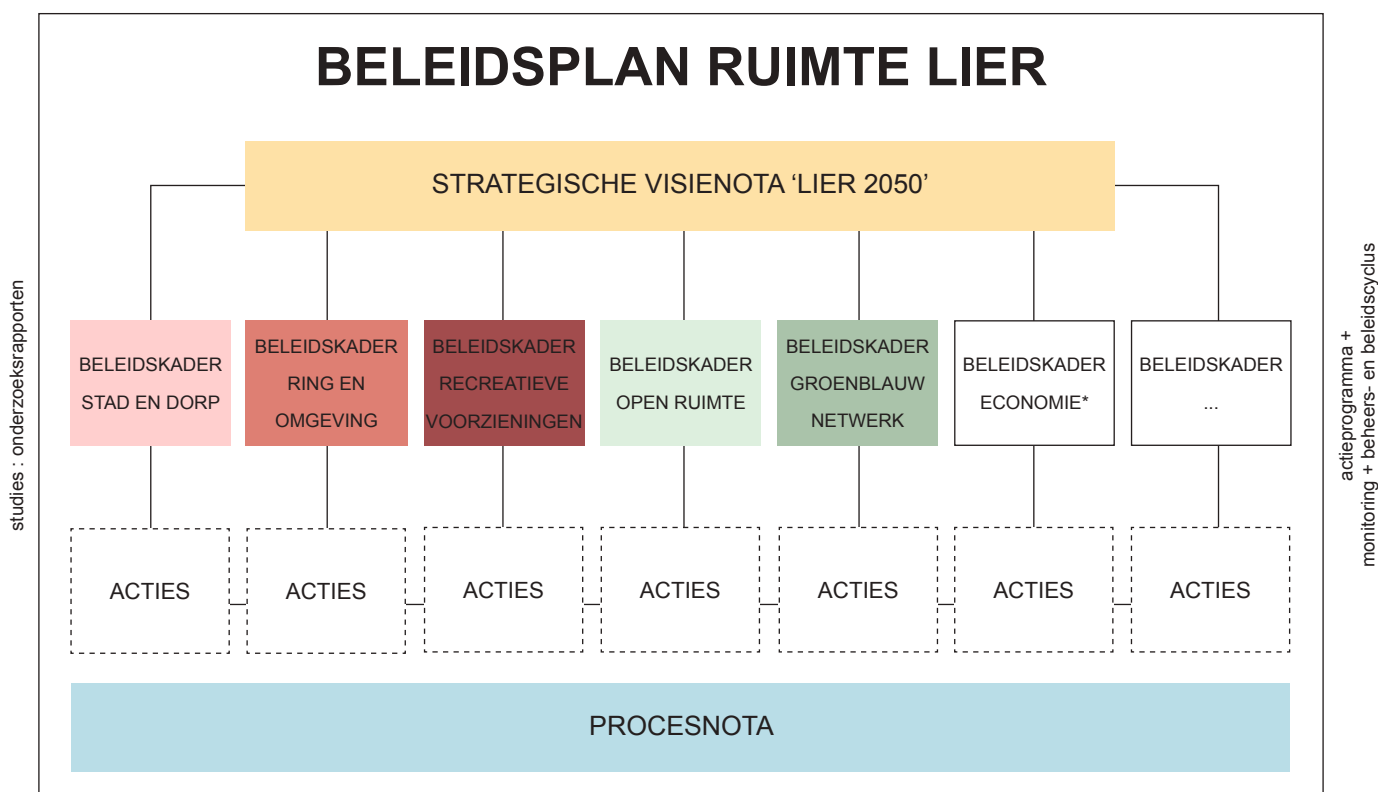 BELEIDSPLAN RUIMTE LIER
STRATEGISCHE VISIENOTA ‘LIER 2050’
studies : onderzoeksrapporten
BELEIDSKADER
STAD EN DORP
BELEIDSKADER
RING EN
OMGEVING
BELEIDSKADER
RECREATIEVE
VOORZIENINGEN
BELEIDSKADER
OPEN RUIMTE
BELEIDSKADER
GROENBLAUW
NETWERK
BELEIDSKADER
ECONOMIE*
BELEIDSKADER
...
actieprogramma +
monitoring + beheers- en beleidscyclus
ACTIES
ACTIES
ACTIES
ACTIES
ACTIES
ACTIES
ACTIES
PROCESNOTA